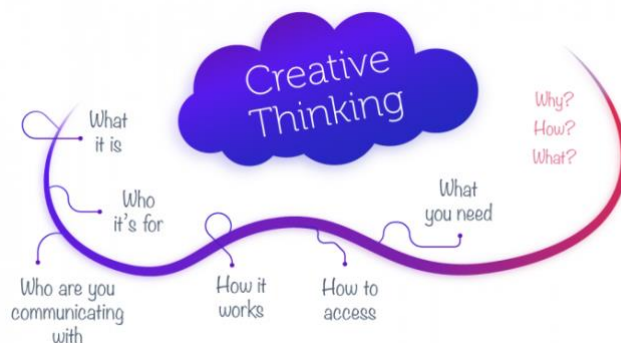 Creative
Thinking
What
it is
Who
it's for
Who are you
communicating
with
How it
works
How to
access
What
you need
Why?
How?
What?